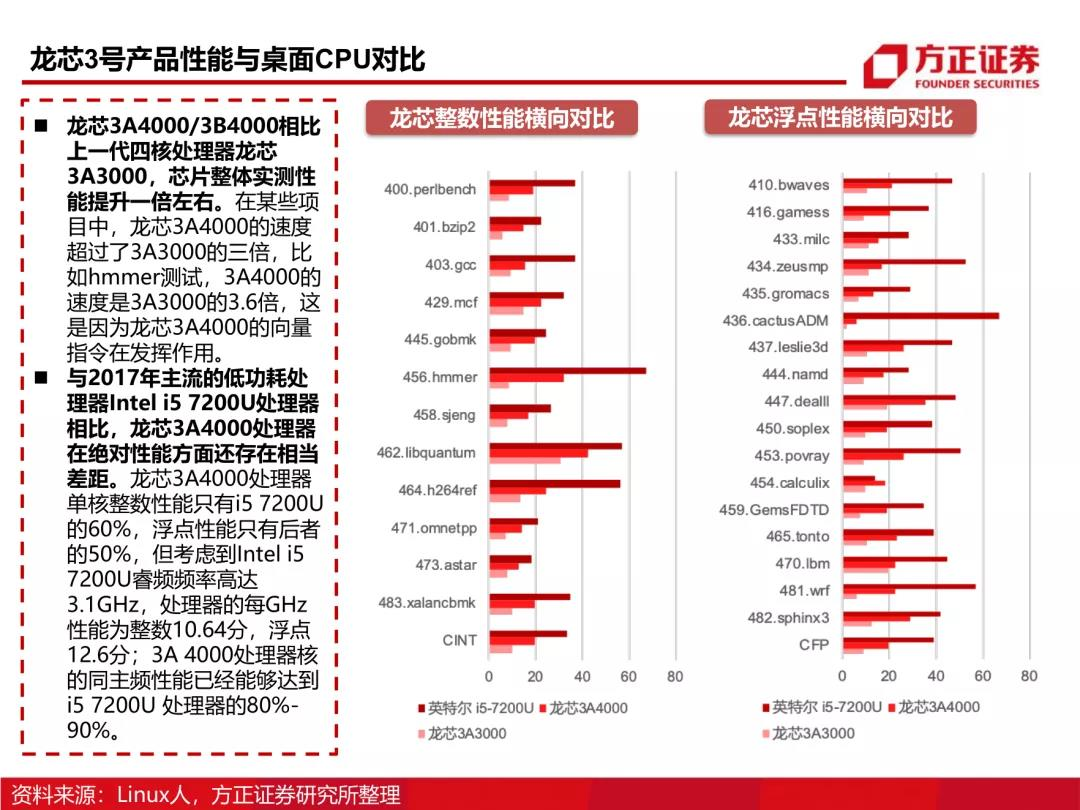 龙芯3号产品性能与桌面CPU对比
方正证券
FOUNDER SECURITIES
■ 龙芯3A4000/3B4000相比
上一代四核处理器龙芯
3A3000，芯片整体实测性
能提升一倍左右。在某些项
目中，龙芯3A4000的速度
超过了3A3000的三倍，比
如hmmer测试，3A4000的
速度是3A3000的3.6倍，这
是因为龙芯3A4000的向量
指令在发挥作用。
■ 与2017年主流的低功耗处
理器Intel i5 7200U处理器
相比，龙芯3A4000处理器
在绝对性能方面还存在相当
差距。龙芯3A4000处理器
单核整数性能只有i5 7200U
的60%，浮点性能只有后者
的50%，但考虑到Intel i5
7200U睿频频率高达
3.1GHz，处理器的每GHz
性能为整数10.64分，浮点
12.6分；3A 4000处理器核
的同主频性能已经能够达到
i5 7200U 处理器的80%-
90%。
龙芯整数性能横向对比
400.perlbench
401.bzip2
403.gcc
429.mcf
445.gobmk
456.hmmer
458.sjeng
462.libquantum
464.h264ref
471.omnetpp
473.astar
483.xalancbmk
CINT
0 20 40 60 80
英特尔 i5-7200U 龙芯3A4000
龙芯3A3000
龙芯浮点性能横向对比
410.bwaves
416.gamess
433.milc
434.zeusmp
435.gromacs
436.cactusADM
437.leslie3d
444.namd
447.dealII
450.soplex
453.povray
454.calculix
459.GemsFDTD
465.tonto
470.lbm
481.wrf
482.sphinx3
CFP
0 20 40 60 80
英特尔 i5-7200U 龙芯3A4000
龙芯3A3000
资料来源：Linux人，方正证券研究所整理